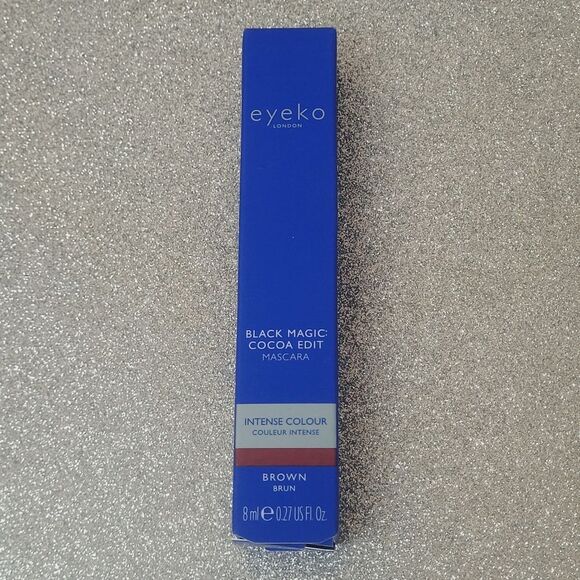 eyeko
LONDON
BLACK MAGIC:
COCOA EDIT
MASCARA
INTENSE COLOUR
COULEUR INTENSE
BROWN
BRUN
8 ml ℮ 0.27 US Fl. Oz.